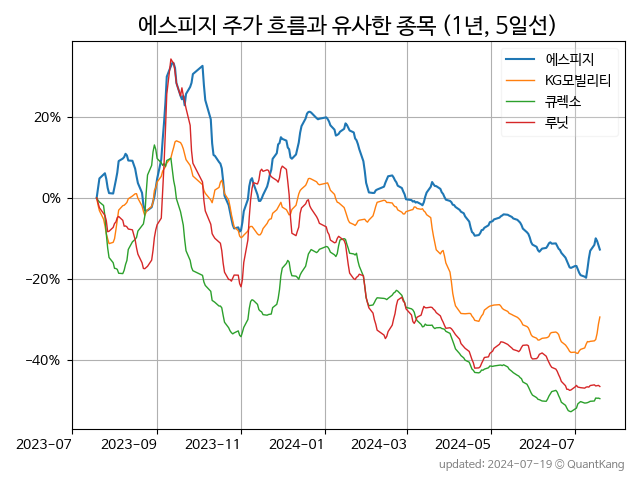 에스피지 주가 흐름과 유사한 종목 (1년, 5일선)
에스피지
KG모빌리티
큐렉소
루닛
20%
0%
−20%
−40%
2023-07 2023-09 2023-11 2024-01 2024-03 2024-05 2024-07
updated: 2024-07-19 © QuantKang